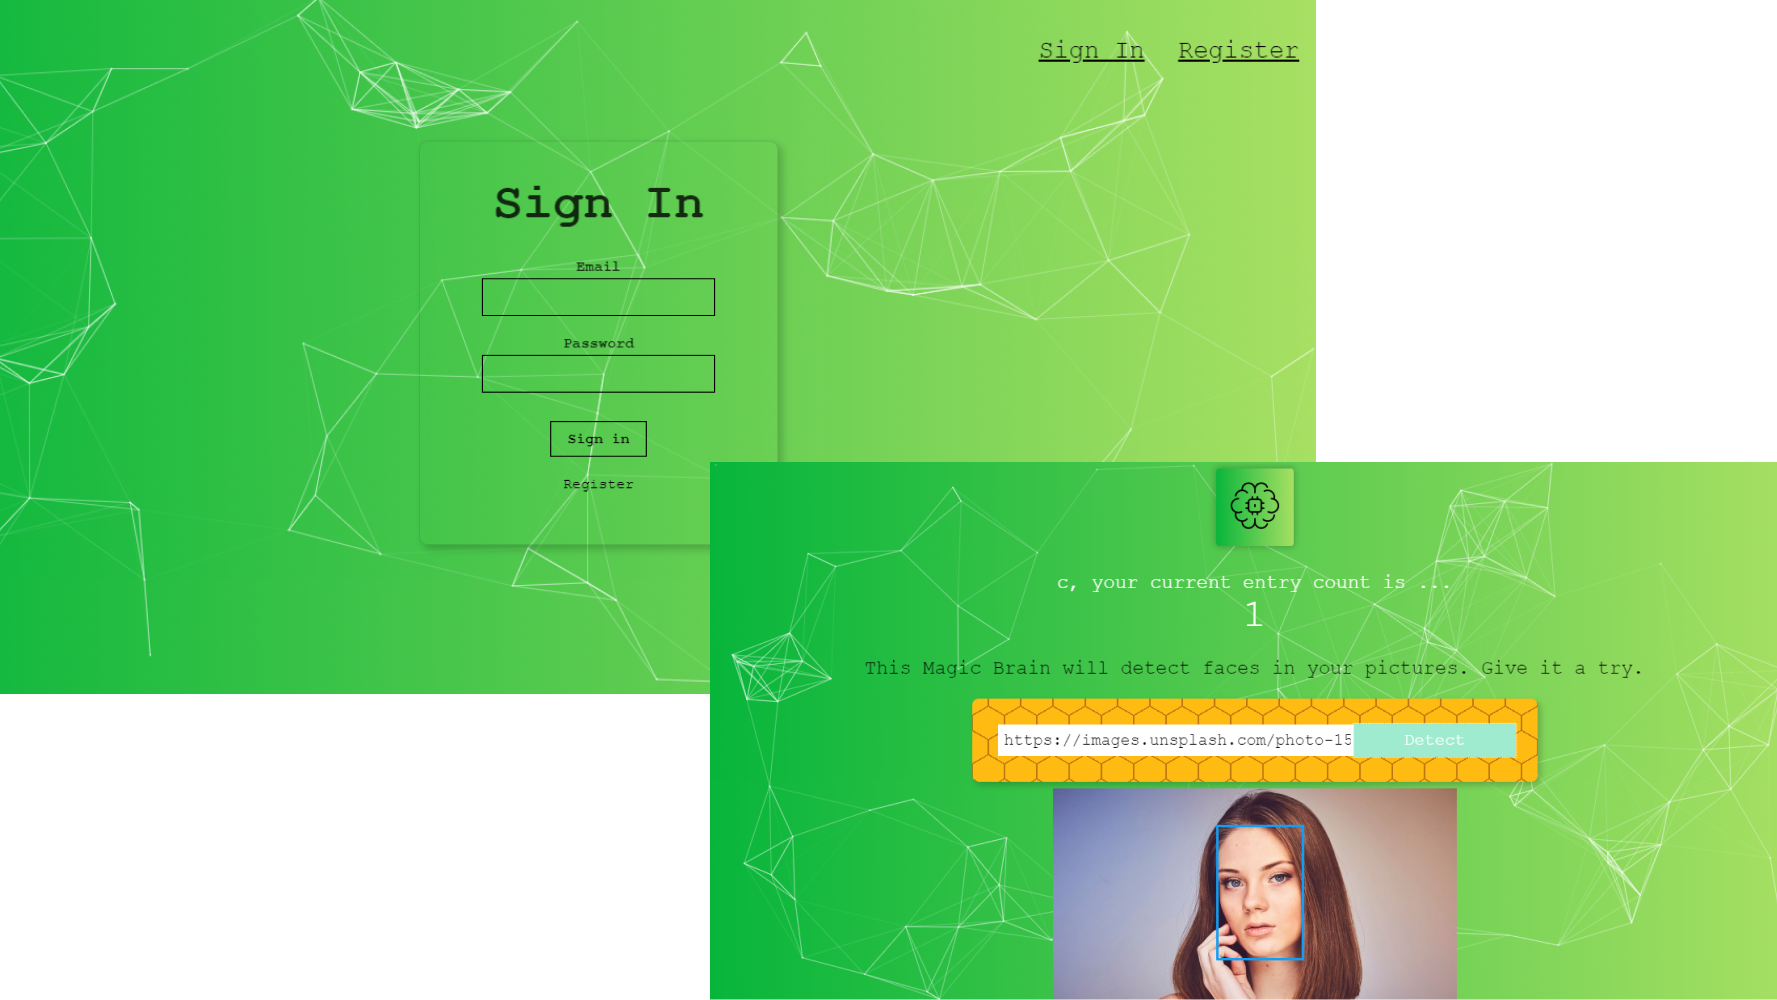 Sign In Register
Sign In
Email
Password
Sign in
Register
c, your current entry count is ...
1
This Magic Brain will detect faces in your pictures. Give it a try.
https://images.unsplash.com/photo-15 Detect